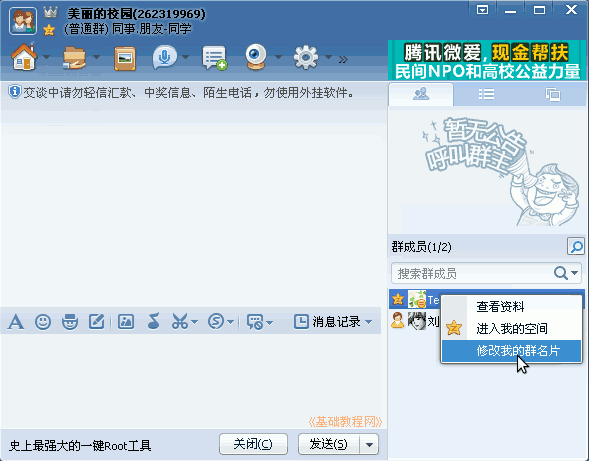 美丽的校园(262319969)
(普通群) 同事.朋友-同学
腾讯微爱,现金帮扶
民间NPO和高校公益力量
交谈中请勿轻信汇款、中奖信息、陌生电话，勿使用外挂软件。
暂无公告
呼叫群主
群成员(1/2)
搜索群成员
Te
刘
查看资料
进入我的空间
修改我的群名片
消息记录
《基础教程网》
史上最强大的一键Root工具
关闭(C)
发送(S)